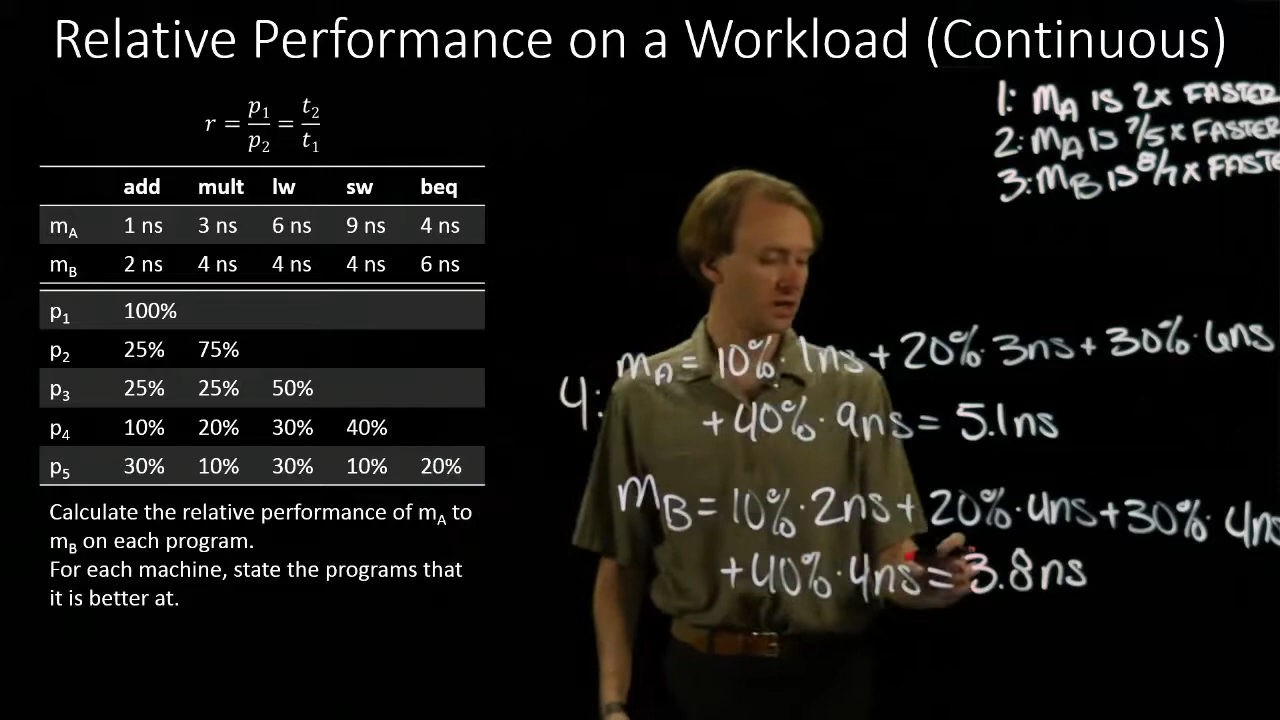 Relative Performance on a Workload (Continuous)
r = p1/p2 = t2/t1
add mult lw sw beq
mA 1 ns 3 ns 6 ns 9 ns 4 ns
mB 2 ns 4 ns 4 ns 4 ns 6 ns
p1 100%
p2 25% 75%
p3 25% 25% 50%
p4 10% 20% 30% 40%
p5 30% 10% 30% 10% 20%
Calculate the relative performance of mA to
mB on each program.
For each machine, state the programs that
it is better at.
1: mA IS 2x FASTER
2: mA IS 7/5 x FASTER
3: mB IS 8/7 x FASTE
4:
mA = 10% · 1ns + 20% · 3ns + 30% · 6ns
+ 40% · 9ns = 5.1ns
mB = 10% · 2ns + 20% · 4ns + 30% · 4ns
+ 40% · 4ns = 3.8ns